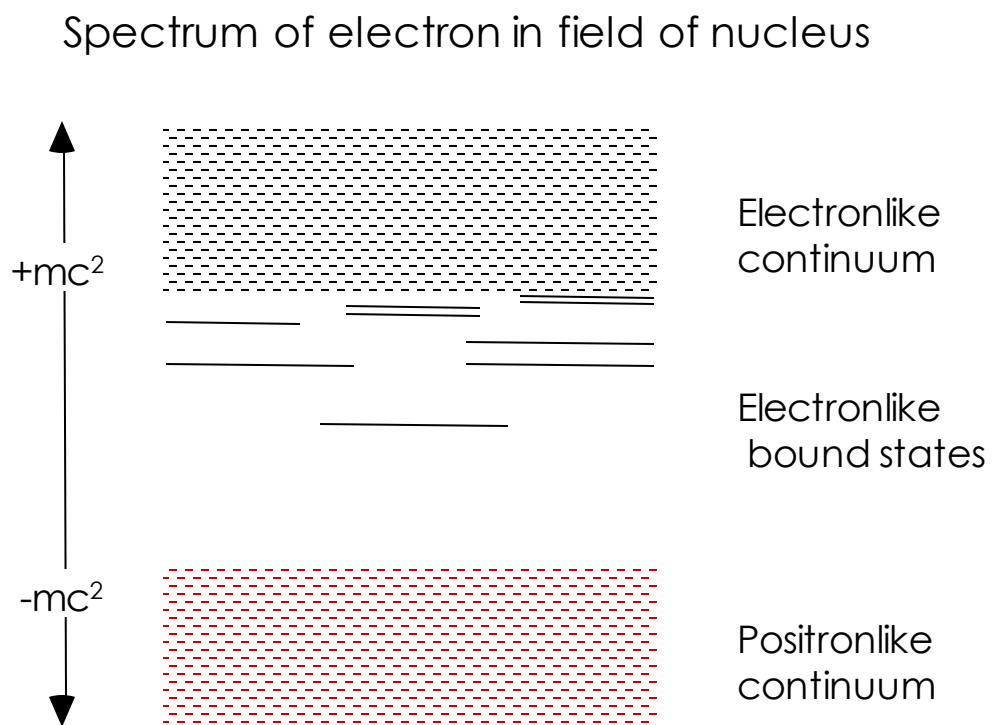 Spectrum of electron in field of nucleus
Electronlike
continuum
+mc²
Electronlike
bound states
-mc²
Positronlike
continuum